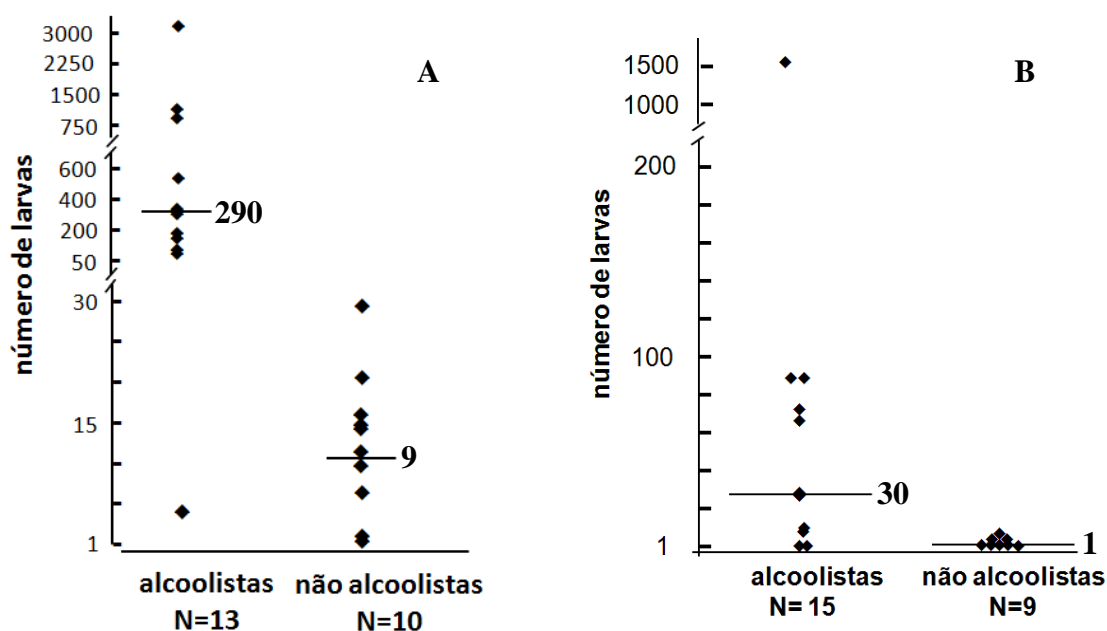 A
número de larvas
3000
2250
1500
750
600
400
200
50
30
15
1
290
9
alcoolistas
N=13
não alcoolistas
N=10
B
número de larvas
1500
1000
200
100
1
30
1
alcoolistas
N= 15
não alcoolistas
N=9